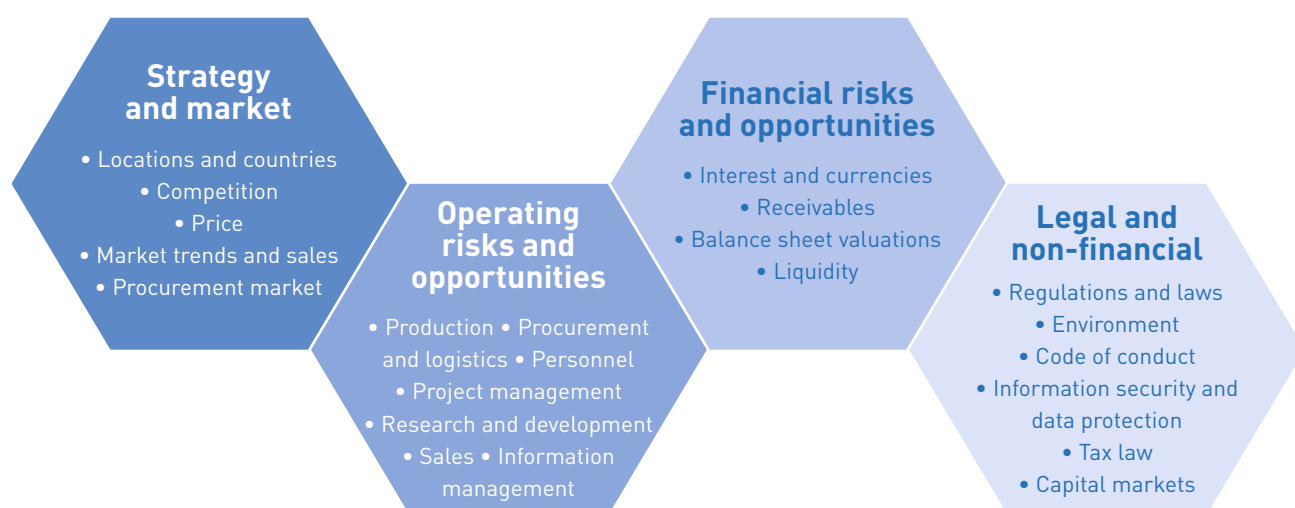 Strategy
and market
• Locations and countries
• Competition
• Price
• Market trends and sales
• Procurement market
Operating
risks and
opportunities
• Production • Procurement
and logistics • Personnel
• Project management
• Research and development
• Sales • Information
management
Financial risks
and opportunities
• Interest and currencies
• Receivables
• Balance sheet valuations
• Liquidity
Legal and
non-financial
• Regulations and laws
• Environment
• Code of conduct
• Information security and
data protection
• Tax law
• Capital markets